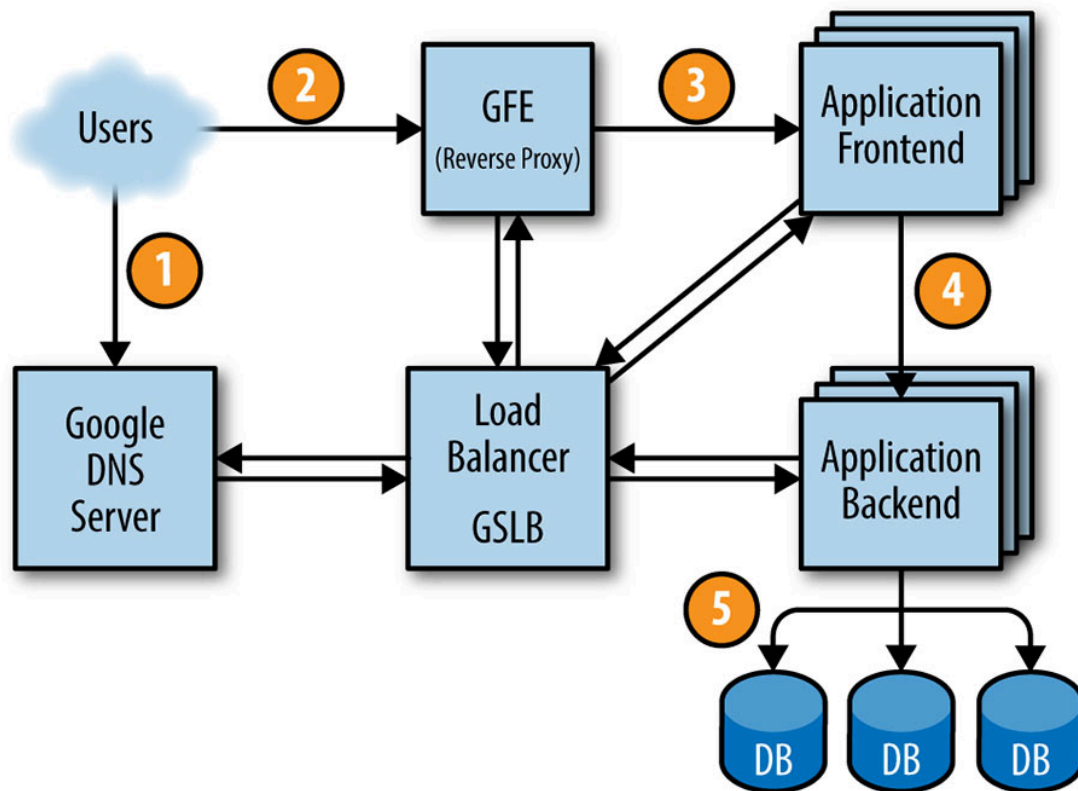 Users
2
GFE
(Reverse Proxy)
3
Application
Frontend
1
4
Google
DNS
Server
Load
Balancer
GSLB
Application
Backend
5
DB
DB
DB